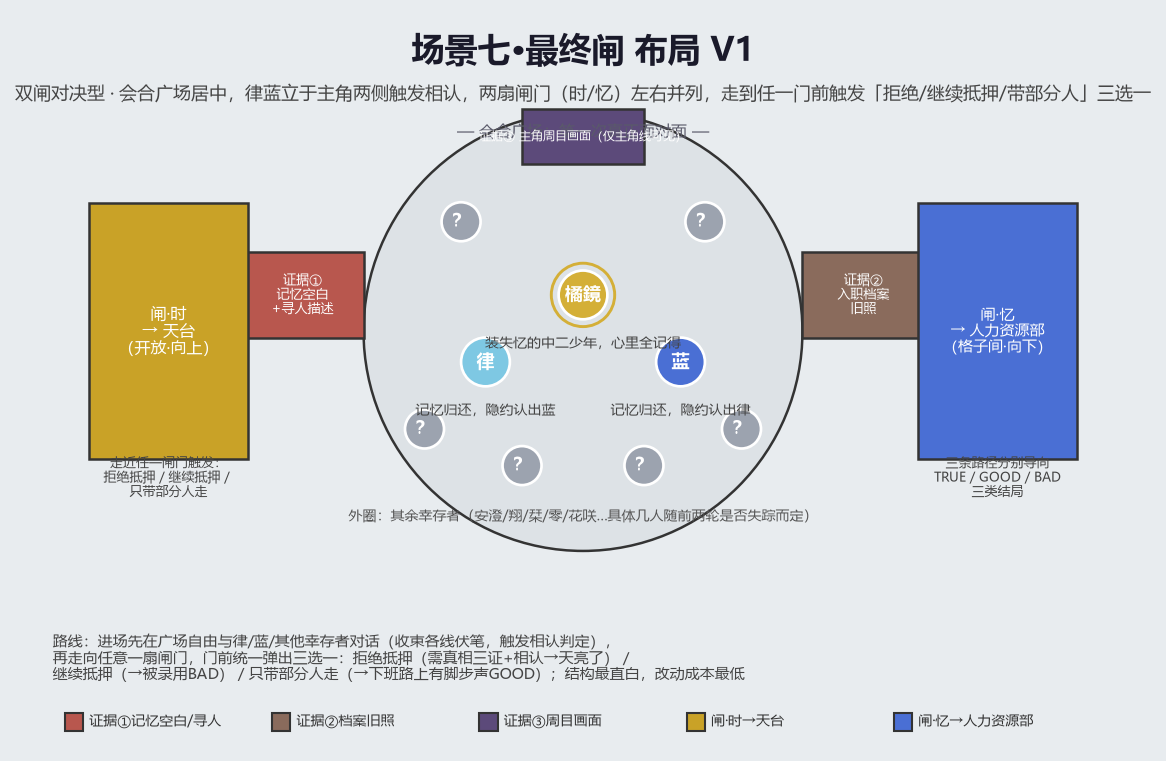 场景七·最终闸 布局 V1
双闸对决型 · 会合广场居中，律蓝立于主角两侧触发相认，两扇闸门（时/忆）左右并列，走到任一门前触发「拒绝/继续抵押/带部分人」三选一
主角周目画面（仅主角线
?
?
闸·时
→ 天台
（开放·向上）
证据①
记忆空白
+寻人描述
橘鏡
证据②
入职档案
旧照
闸·忆
→ 人力资源部
（格子间·向下）
装失忆的中二少年，心里全记得
律
蓝
记忆归还，隐约认出蓝
记忆归还，隐约认出律
?
?
?
?
走近任一闸门触发：
拒绝抵押 / 继续抵押 /
只带部分人走
三条路径分别导向
TRUE / GOOD / BAD
三类结局
外圈：其余幸存者（安澄/翔/栞/零/花咲...具体几人随前两轮是否失踪而定）
路线：进场先在广场自由与律/蓝/其他幸存者对话（收束各线伏笔，触发相认判定），
再走向任意一扇闸门，门前统一弹出三选一：拒绝抵押（需真相三证+相认→天亮了） /
继续抵押（→被录用BAD） / 只带部分人走（→下班路上有脚步声GOOD）；结构最直白，改动成本最低
证据①记忆空白/寻人
证据②档案旧照
证据③周目画面
闸·时→天台
闸·忆→人力资源部